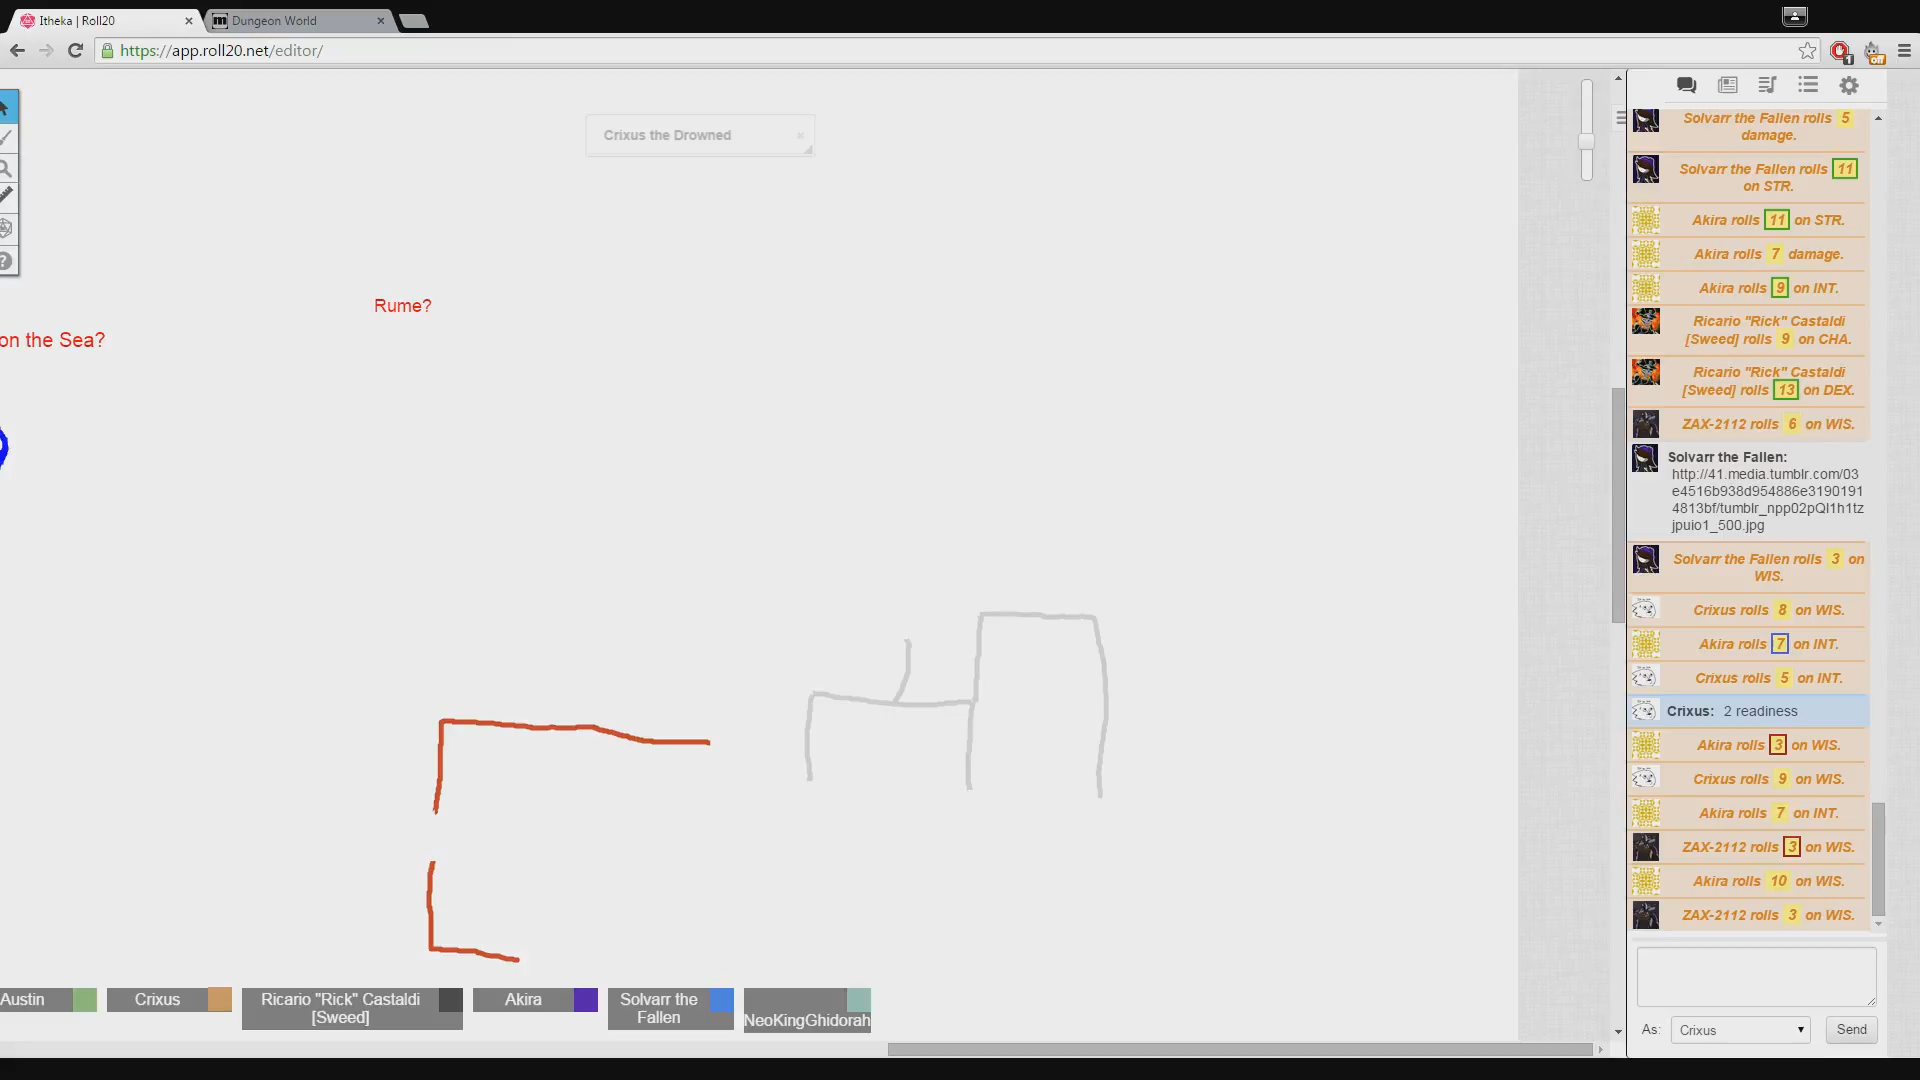 Itheka | Roll20
Dungeon World
https://app.roll20.net/editor/
1
off
Crixus the Drowned
Rume?
on the Sea?
Solvarr the Fallen rolls 5
damage.
Solvarr the Fallen rolls 11
on STR.
Akira rolls 11 on STR.
Akira rolls 7 damage.
Akira rolls 9 on INT.
Ricario "Rick" Castaldi
[Sweed] rolls 9 on CHA.
Ricario "Rick" Castaldi
[Sweed] rolls 13 on DEX.
ZAX-2112 rolls 6 on WIS.
Solvarr the Fallen:
http://41.media.tumblr.com/03
e4516b938d954886e3190191
4813bf/tumblr_npp02pQl1h1tz
jpuio1_500.jpg
Solvarr the Fallen rolls 3 on
WIS.
Crixus rolls 8 on WIS.
Akira rolls 7 on INT.
Crixus rolls 5 on INT.
Crixus: 2 readiness
Akira rolls 3 on WIS.
Crixus rolls 9 on WIS.
Akira rolls 7 on INT.
ZAX-2112 rolls 3 on WIS.
Akira rolls 10 on WIS.
ZAX-2112 rolls 3 on WIS.
Austin
Crixus
Ricario "Rick" Castaldi
[Sweed]
Akira
Solvarr the
Fallen
NeoKingGhidorah
As: Crixus Send